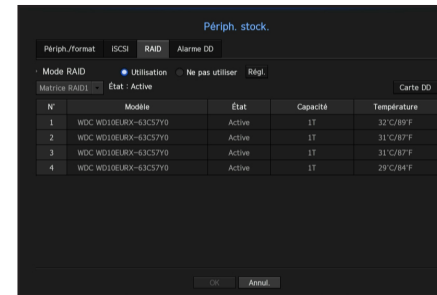 Périph. stock.
Périph./format iSCSI RAID Alarme DD
Mode RAID Utilisation Ne pas utiliser Régl.
Matrice RAID1 État : Active Carte DD
N° Modèle État Capacité Température
1 WDC WD10EURX-63C57Y0 Active 1T 32°C/89°F
2 WDC WD10EURX-63C57Y0 Active 1T 31°C/87°F
3 WDC WD10EURX-63C57Y0 Active 1T 31°C/87°F
4 WDC WD10EURX-63C57Y0 Active 1T 29°C/84°F
OK Annul.